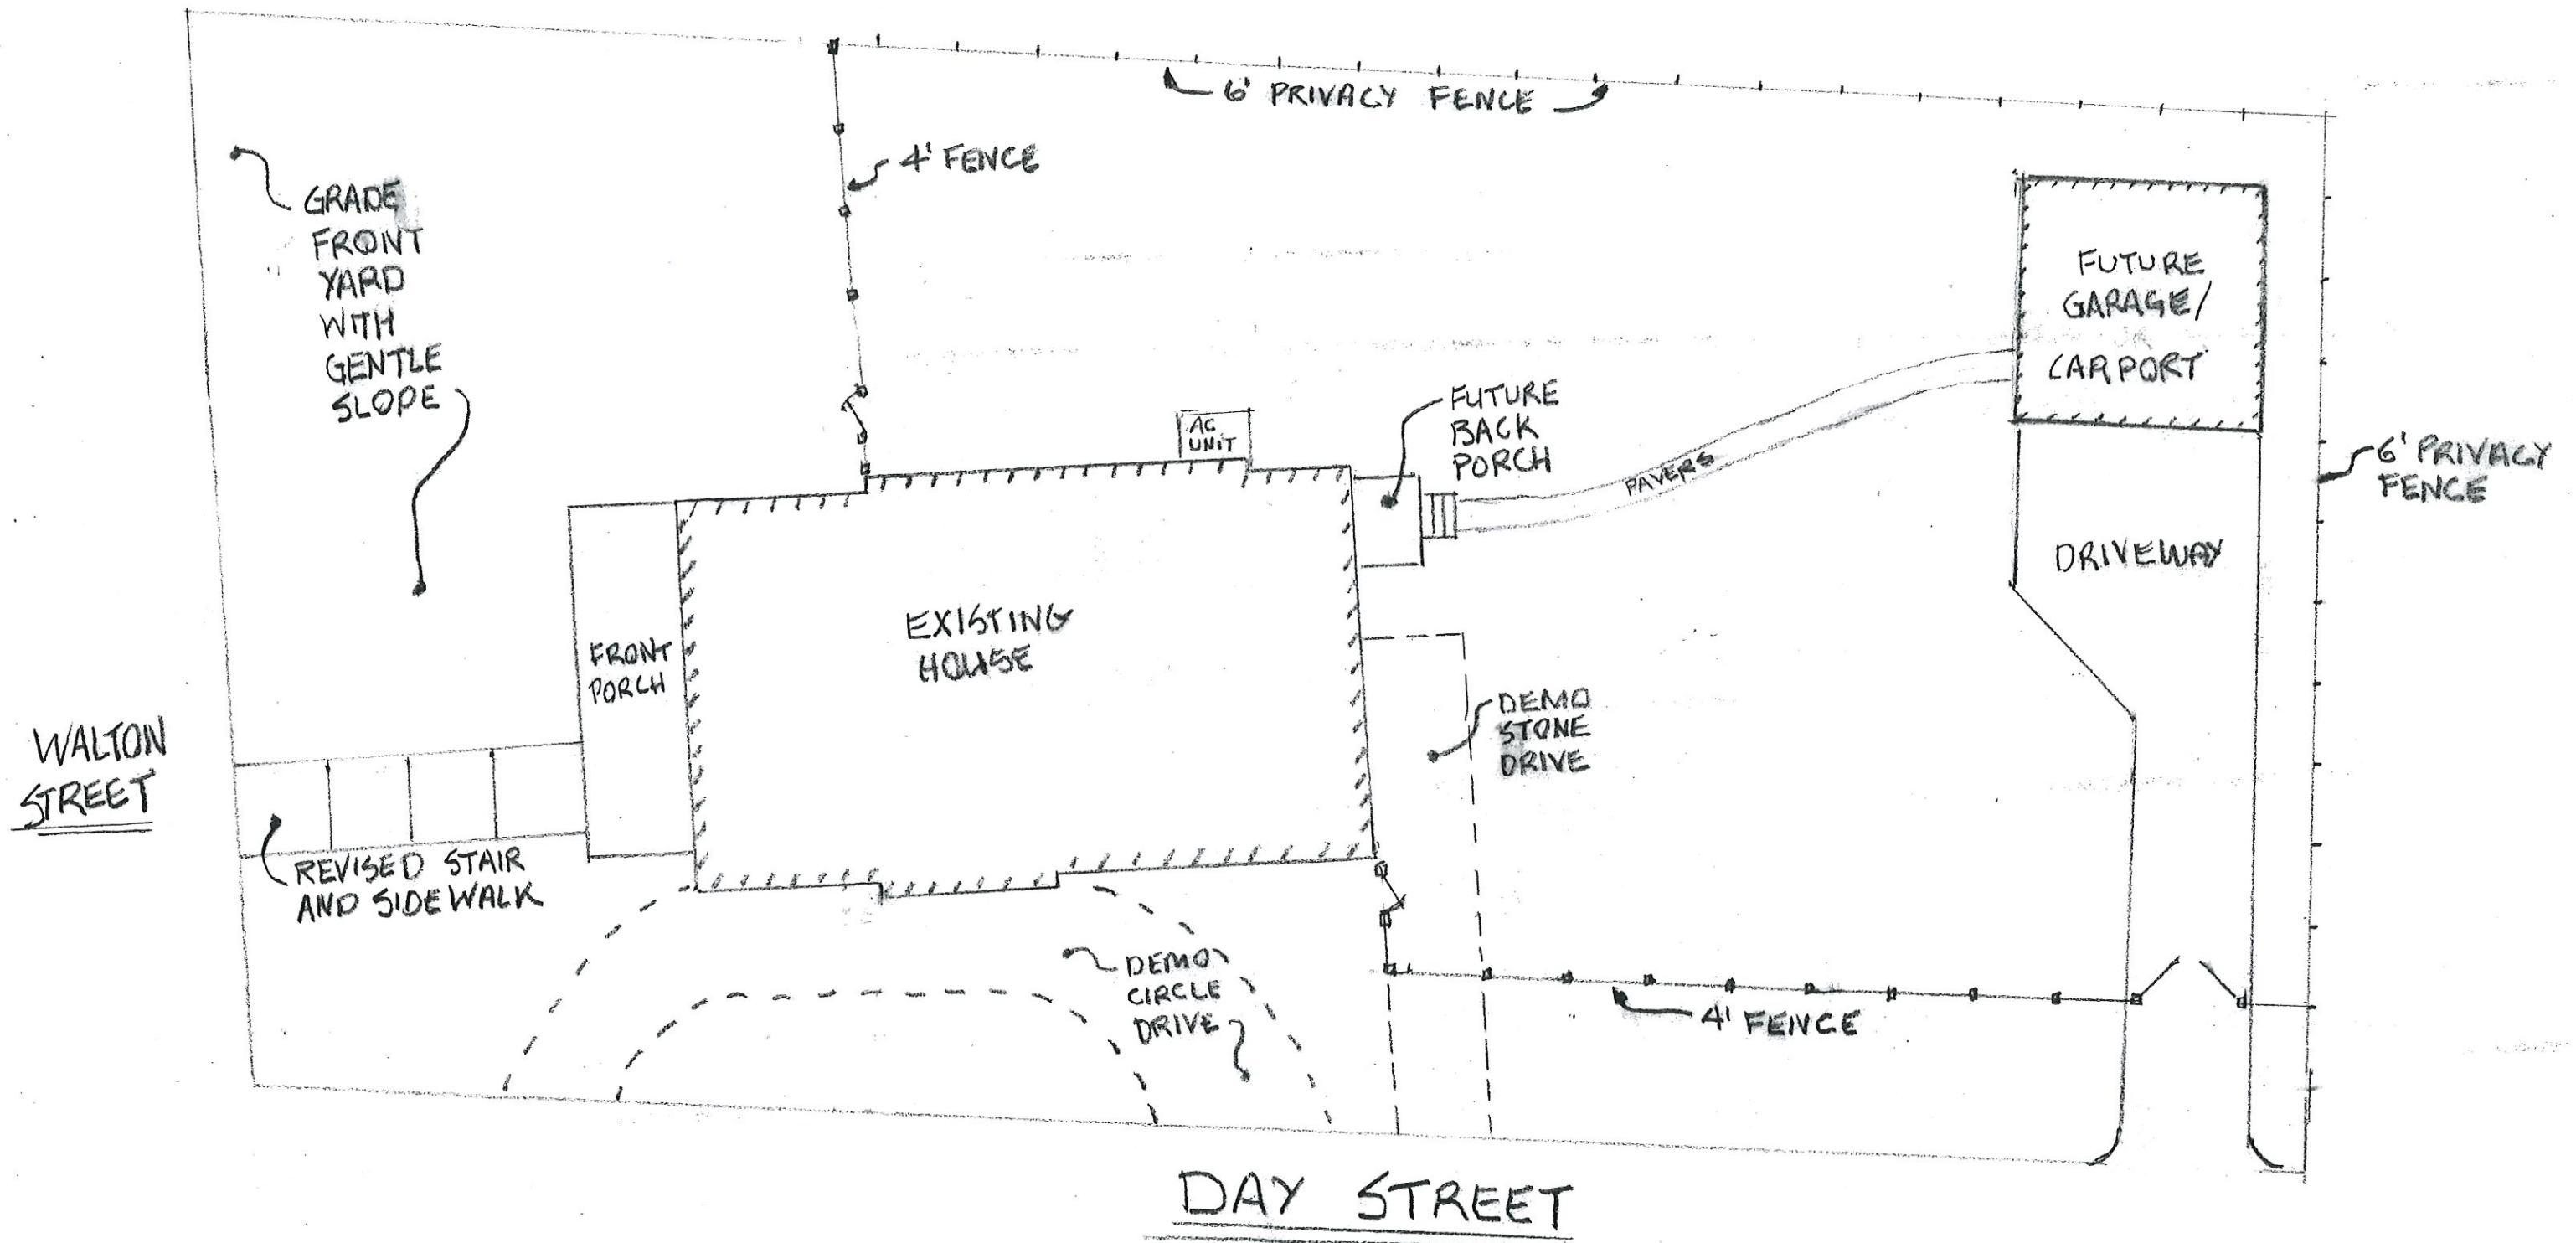 6' PRIVACY FENCE
4' FENCE
GRADE
FRONT
YARD
WITH
GENTLE
SLOPE
FUTURE
GARAGE/
CARPORT
AC
UNIT
FUTURE
BACK
PORCH
PAVERS
6' PRIVACY
FENCE
DRIVEWAY
EXISTING
HOUSE
FRONT
PORCH
DEMO
STONE
DRIVE
WALTON
STREET
REVISED STAIR
AND SIDEWALK
DEMO
CIRCLE
DRIVE
4' FENCE
DAY STREET